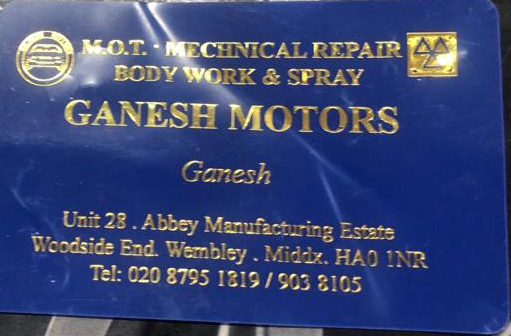 M.O.T. · MECHNICAL REPAIR
BODY WORK & SPRAY
GANESH MOTORS
Ganesh
Unit 28 . Abbey Manufacturing Estate
Woodside End. Wembley . Middx. HA0 1NR
Tel: 020 8795 1819 / 903 8105